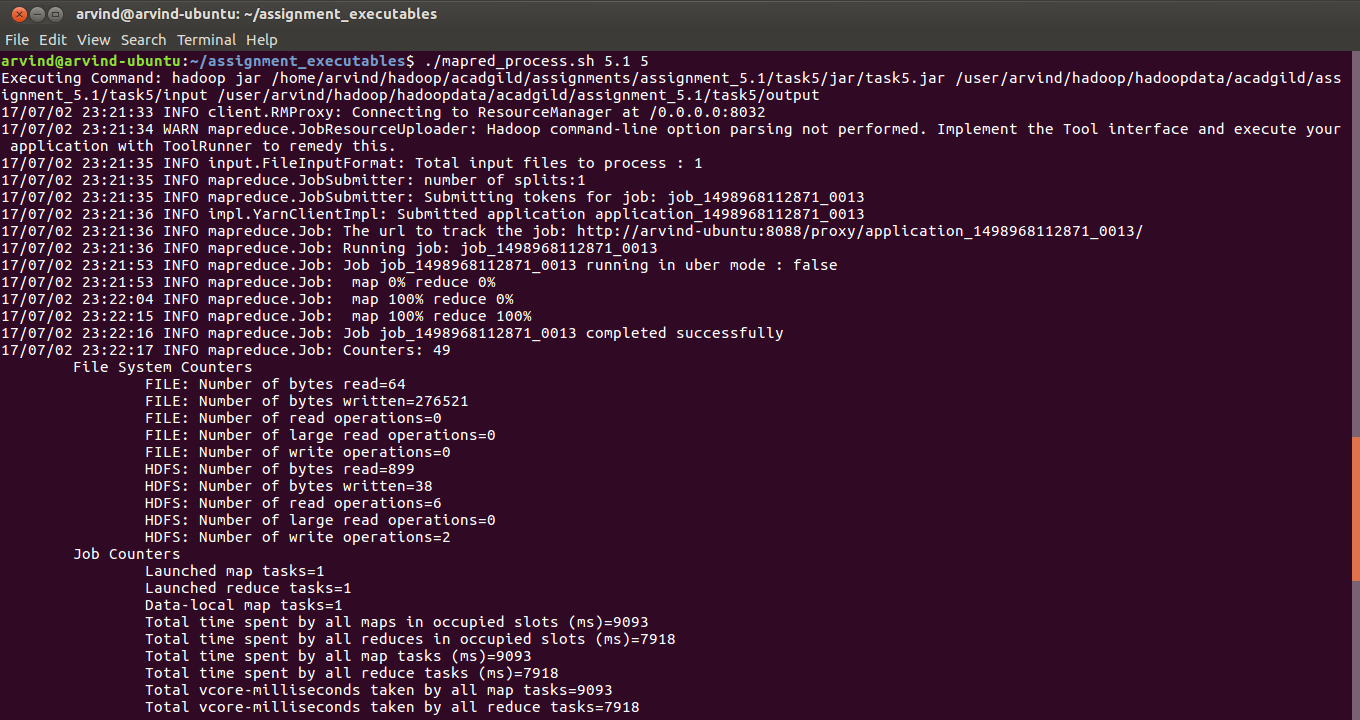 arvind@arvind-ubuntu: ~/assignment_executables
File Edit View Search Terminal Help
arvind@arvind-ubuntu:~/assignment_executables$ ./mapred_process.sh 5.1 5
Executing Command: hadoop jar /home/arvind/hadoop/acadgild/assignments/assignment_5.1/task5/jar/task5.jar /user/arvind/hadoop/hadoopdata/acadgild/ass
ignment_5.1/task5/input /user/arvind/hadoop/hadoopdata/acadgild/assignment_5.1/task5/output
17/07/02 23:21:33 INFO client.RMProxy: Connecting to ResourceManager at /0.0.0.0:8032
17/07/02 23:21:34 WARN mapreduce.JobResourceUploader: Hadoop command-line option parsing not performed. Implement the Tool interface and execute your
 application with ToolRunner to remedy this.
17/07/02 23:21:35 INFO input.FileInputFormat: Total input files to process : 1
17/07/02 23:21:35 INFO mapreduce.JobSubmitter: number of splits:1
17/07/02 23:21:35 INFO mapreduce.JobSubmitter: Submitting tokens for job: job_1498968112871_0013
17/07/02 23:21:36 INFO impl.YarnClientImpl: Submitted application application_1498968112871_0013
17/07/02 23:21:36 INFO mapreduce.Job: The url to track the job: http://arvind-ubuntu:8088/proxy/application_1498968112871_0013/
17/07/02 23:21:36 INFO mapreduce.Job: Running job: job_1498968112871_0013
17/07/02 23:21:53 INFO mapreduce.Job: Job job_1498968112871_0013 running in uber mode : false
17/07/02 23:21:53 INFO mapreduce.Job:  map 0% reduce 0%
17/07/02 23:22:04 INFO mapreduce.Job:  map 100% reduce 0%
17/07/02 23:22:15 INFO mapreduce.Job:  map 100% reduce 100%
17/07/02 23:22:16 INFO mapreduce.Job: Job job_1498968112871_0013 completed successfully
17/07/02 23:22:17 INFO mapreduce.Job: Counters: 49
File System Counters
FILE: Number of bytes read=64
FILE: Number of bytes written=276521
FILE: Number of read operations=0
FILE: Number of large read operations=0
FILE: Number of write operations=0
HDFS: Number of bytes read=899
HDFS: Number of bytes written=38
HDFS: Number of read operations=6
HDFS: Number of large read operations=0
HDFS: Number of write operations=2
Job Counters
Launched map tasks=1
Launched reduce tasks=1
Data-local map tasks=1
Total time spent by all maps in occupied slots (ms)=9093
Total time spent by all reduces in occupied slots (ms)=7918
Total time spent by all map tasks (ms)=9093
Total time spent by all reduce tasks (ms)=7918
Total vcore-milliseconds taken by all map tasks=9093
Total vcore-milliseconds taken by all reduce tasks=7918